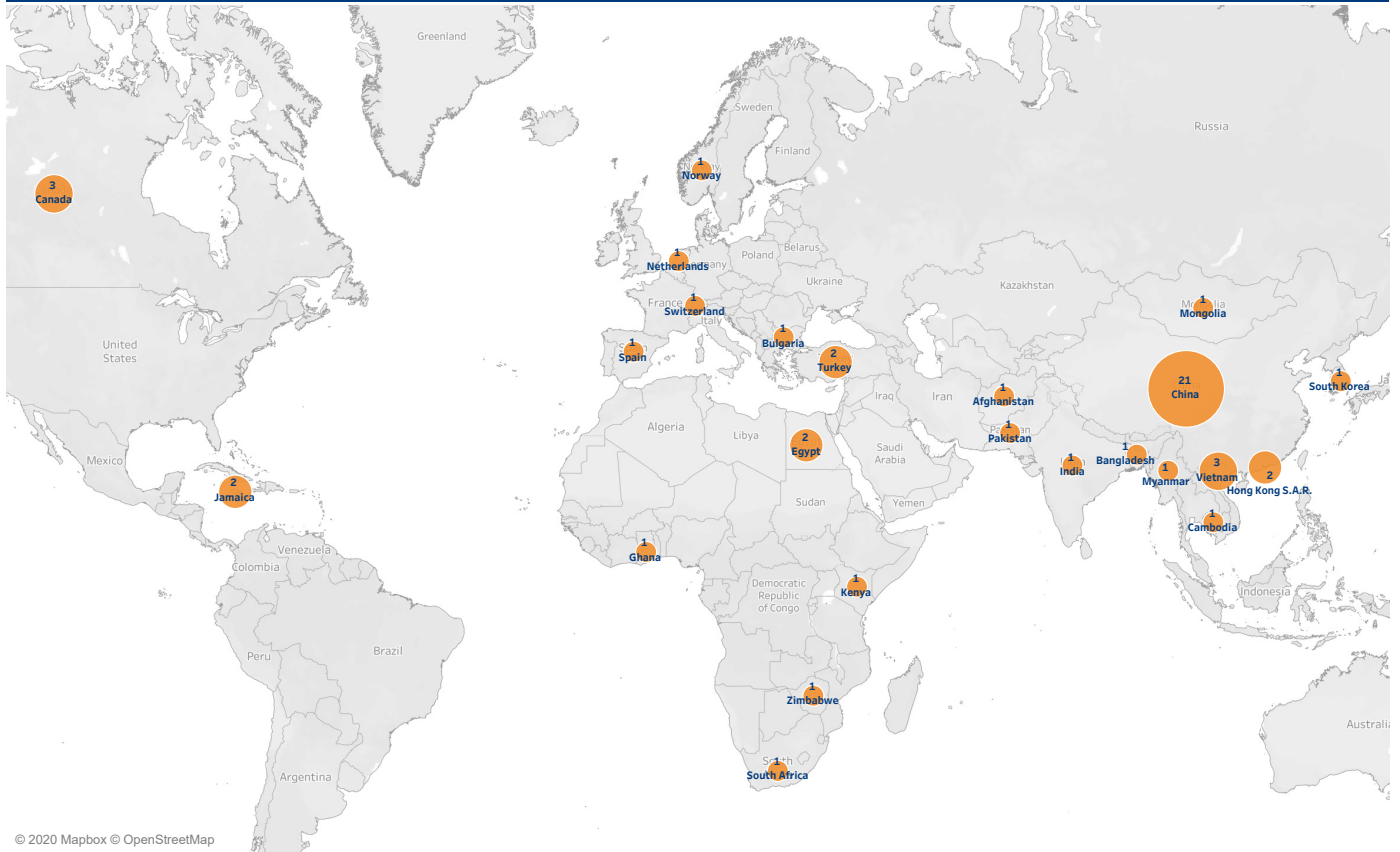 Greenland
Sweden
Russia
Finland
1
Norway
3
Canada
1
Netherlands
Belarus
Poland
Ukraine
Kazakhstan
France
1
Switzerland
Italy
1
Mongolia
1
Bulgaria
United
States
1
Spain
2
Turkey
21
China
1
South Korea
1
Afghanistan
Iraq
Iran
1
Pakistan
Algeria
Libya
2
Egypt
Saudi
Arabia
1
India
1
Bangladesh
1
Myanmar
3
Vietnam
2
Hong Kong S.A.R.
Mexico
2
Jamaica
Sudan
Yemen
1
Cambodia
Venezuela
Colombia
1
Ghana
Democratic
Republic
of Congo
1
Kenya
Indonesia
Peru
Brazil
1
Zimbabwe
Australia
1
South Africa
Argentina
© 2020 Mapbox © OpenStreetMap